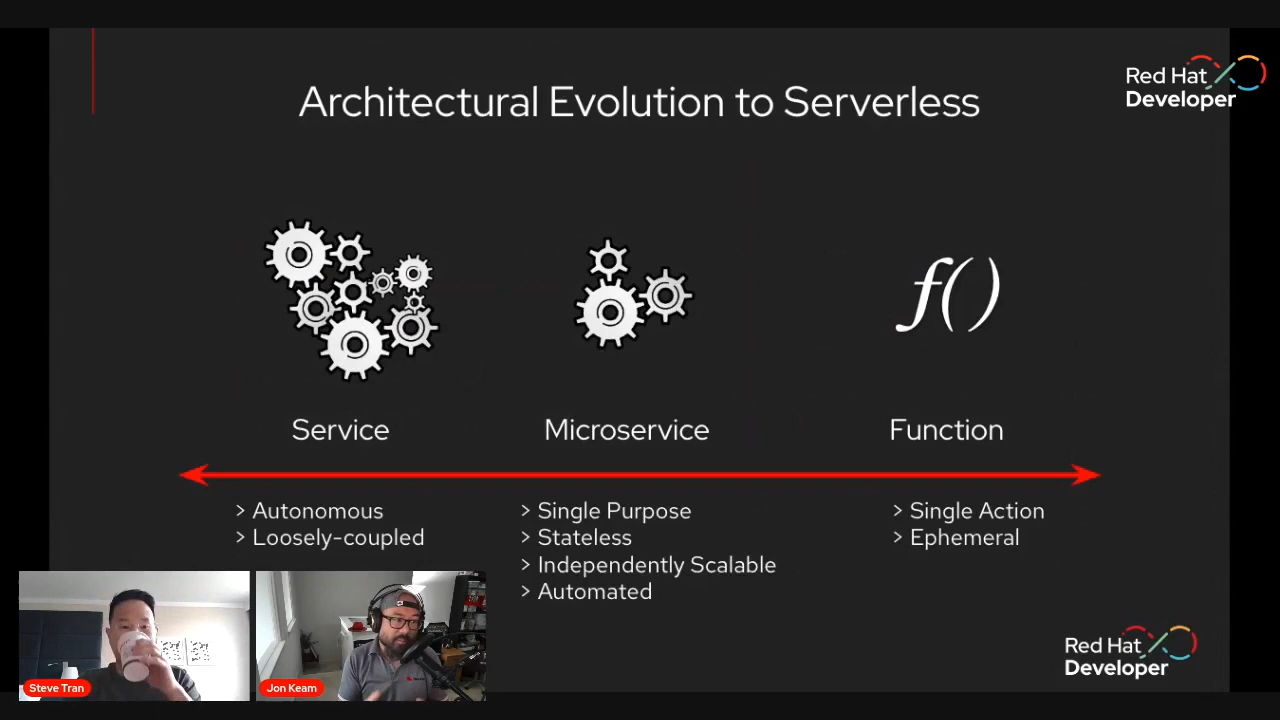 Architectural Evolution to Serverless
Red Hat
Developer
f()
Service
Microservice
Function
> Autonomous
> Loosely-coupled
> Single Purpose
> Stateless
> Independently Scalable
> Automated
> Single Action
> Ephemeral
Steve Tran
Jon Keam
Red Hat
Developer